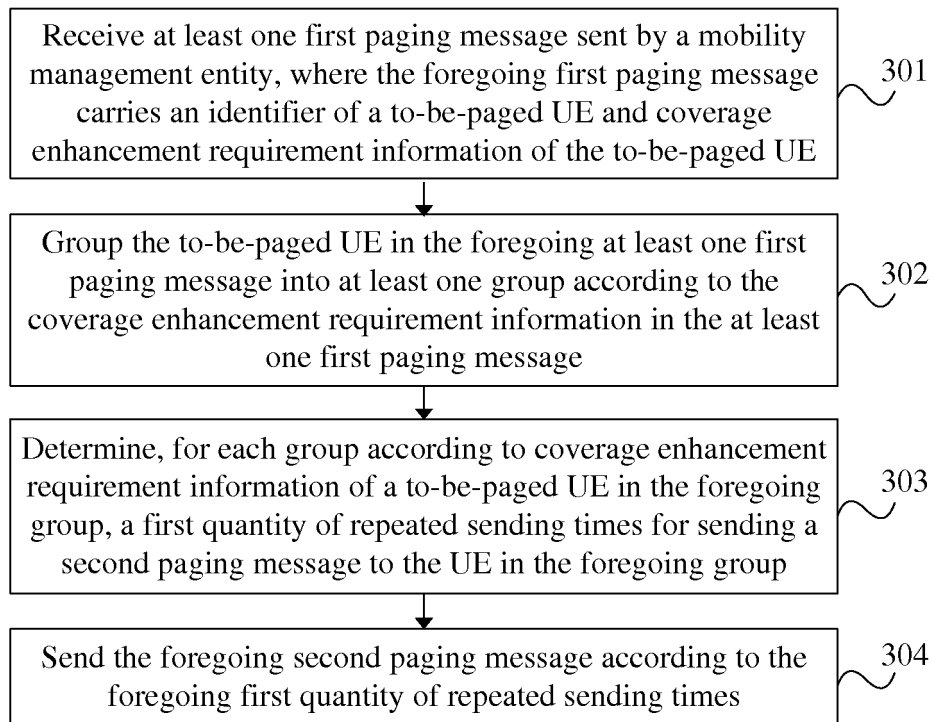 Receive at least one first paging message sent by a mobility
management entity, where the foregoing first paging message
carries an identifier of a to-be-paged UE and coverage
enhancement requirement information of the to-be-paged UE
301
Group the to-be-paged UE in the foregoing at least one first
paging message into at least one group according to the
coverage enhancement requirement information in the at least
one first paging message
302
Determine, for each group according to coverage enhancement
requirement information of a to-be-paged UE in the foregoing
group, a first quantity of repeated sending times for sending a
second paging message to the UE in the foregoing group
303
Send the foregoing second paging message according to the
foregoing first quantity of repeated sending times
304